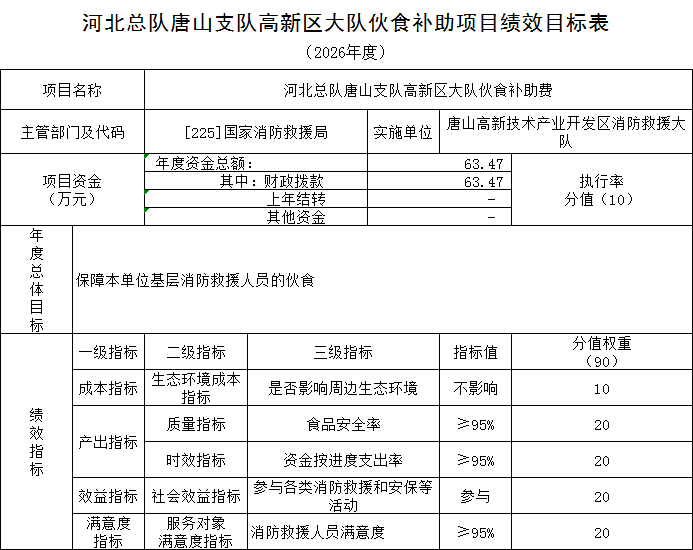 河北总队唐山支队高新区大队伙食补助项目绩效目标表
（2026年度）
项目名称 河北总队唐山支队高新区大队伙食补助费
主管部门及代码 [225]国家消防救援局 实施单位 唐山高新技术产业开发区消防救援大
队
项目资金
（万元）
年度资金总额： 63.47
其中：财政拨款 63.47
上年结转 -
其他资金 -
执行率
分值（10）
年度总体目标
保障本单位基层消防救援人员的伙食
绩效指标
一级指标 二级指标 三级指标 指标值 分值权重
（90）
成本指标 生态环境成本
指标 是否影响周边生态环境 不影响 10
产出指标 质量指标 食品安全率 ≥95% 20
时效指标 资金按进度支出率 ≥95% 20
效益指标 社会效益指标 参与各类消防救援和安保等
活动 参与 20
满意度
指标 服务对象
满意度指标 消防救援人员满意度 ≥95% 20